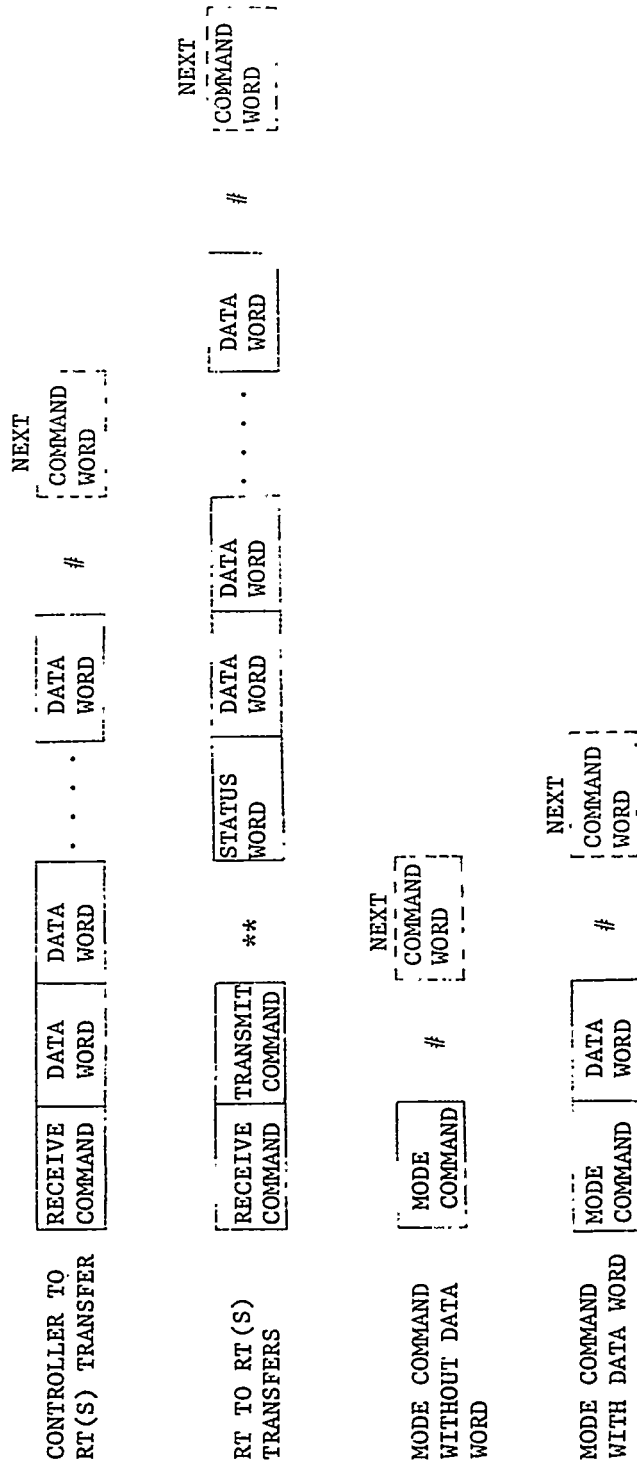 CONTROLLER TO
RT(S) TRANSFER
RECEIVE
COMMAND
DATA
WORD
DATA
WORD
. . . .
DATA
WORD
#
NEXT
COMMAND
WORD
RT TO RT(S)
TRANSFERS
RECEIVE
COMMAND
TRANSMIT
COMMAND
**
STATUS
WORD
DATA
WORD
DATA
WORD
. . . .
DATA
WORD
#
NEXT
COMMAND
WORD
MODE COMMAND
WITHOUT DATA
WORD
MODE
COMMAND
#
NEXT
COMMAND
WORD
MODE COMMAND
WITH DATA WORD
MODE
COMMAND
DATA
WORD
#
NEXT
COMMAND
WORD